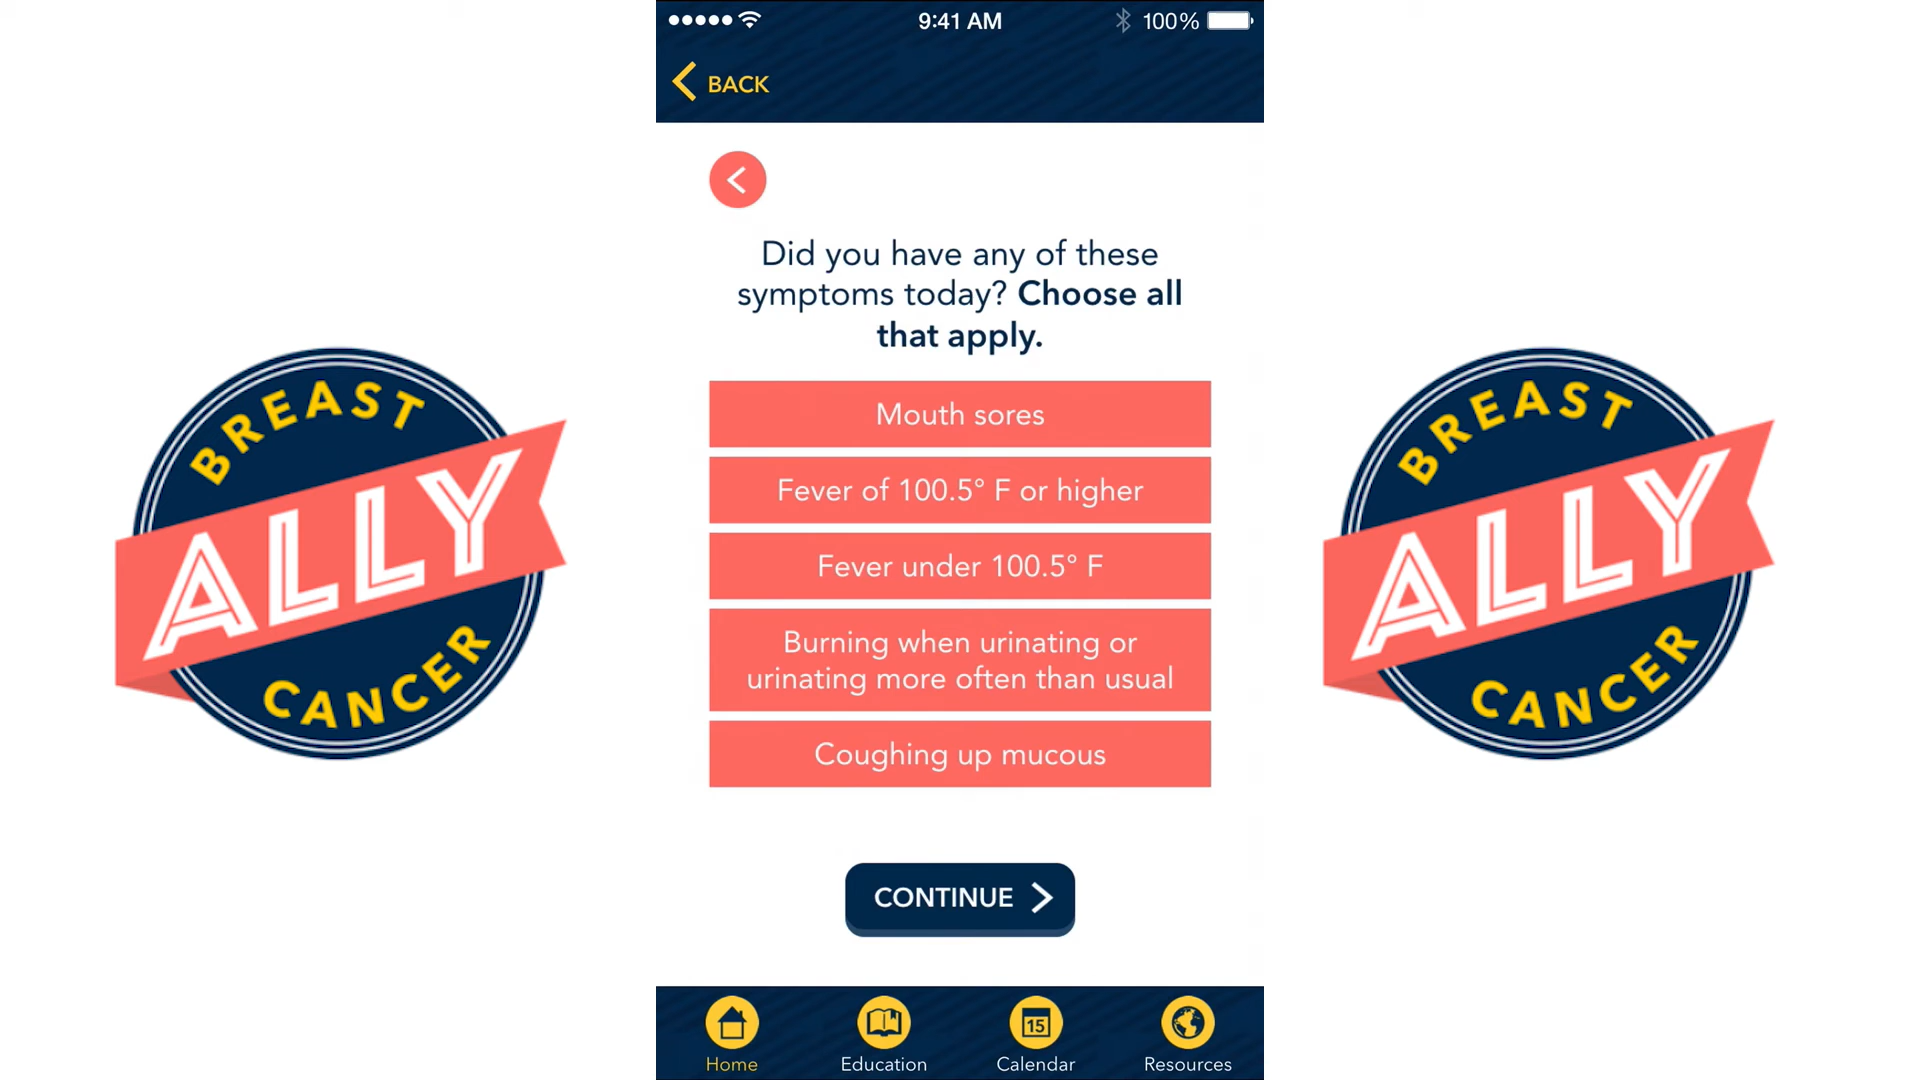 9:41 AM
100%
BACK
Did you have any of these
symptoms today? Choose all
that apply.
Mouth sores
Fever of 100.5° F or higher
Fever under 100.5° F
Burning when urinating or
urinating more often than usual
Coughing up mucous
CONTINUE
15
Home
Education
Calendar
Resources
BREAST
ALLY
CANCER
BREAST
ALLY
CANCER